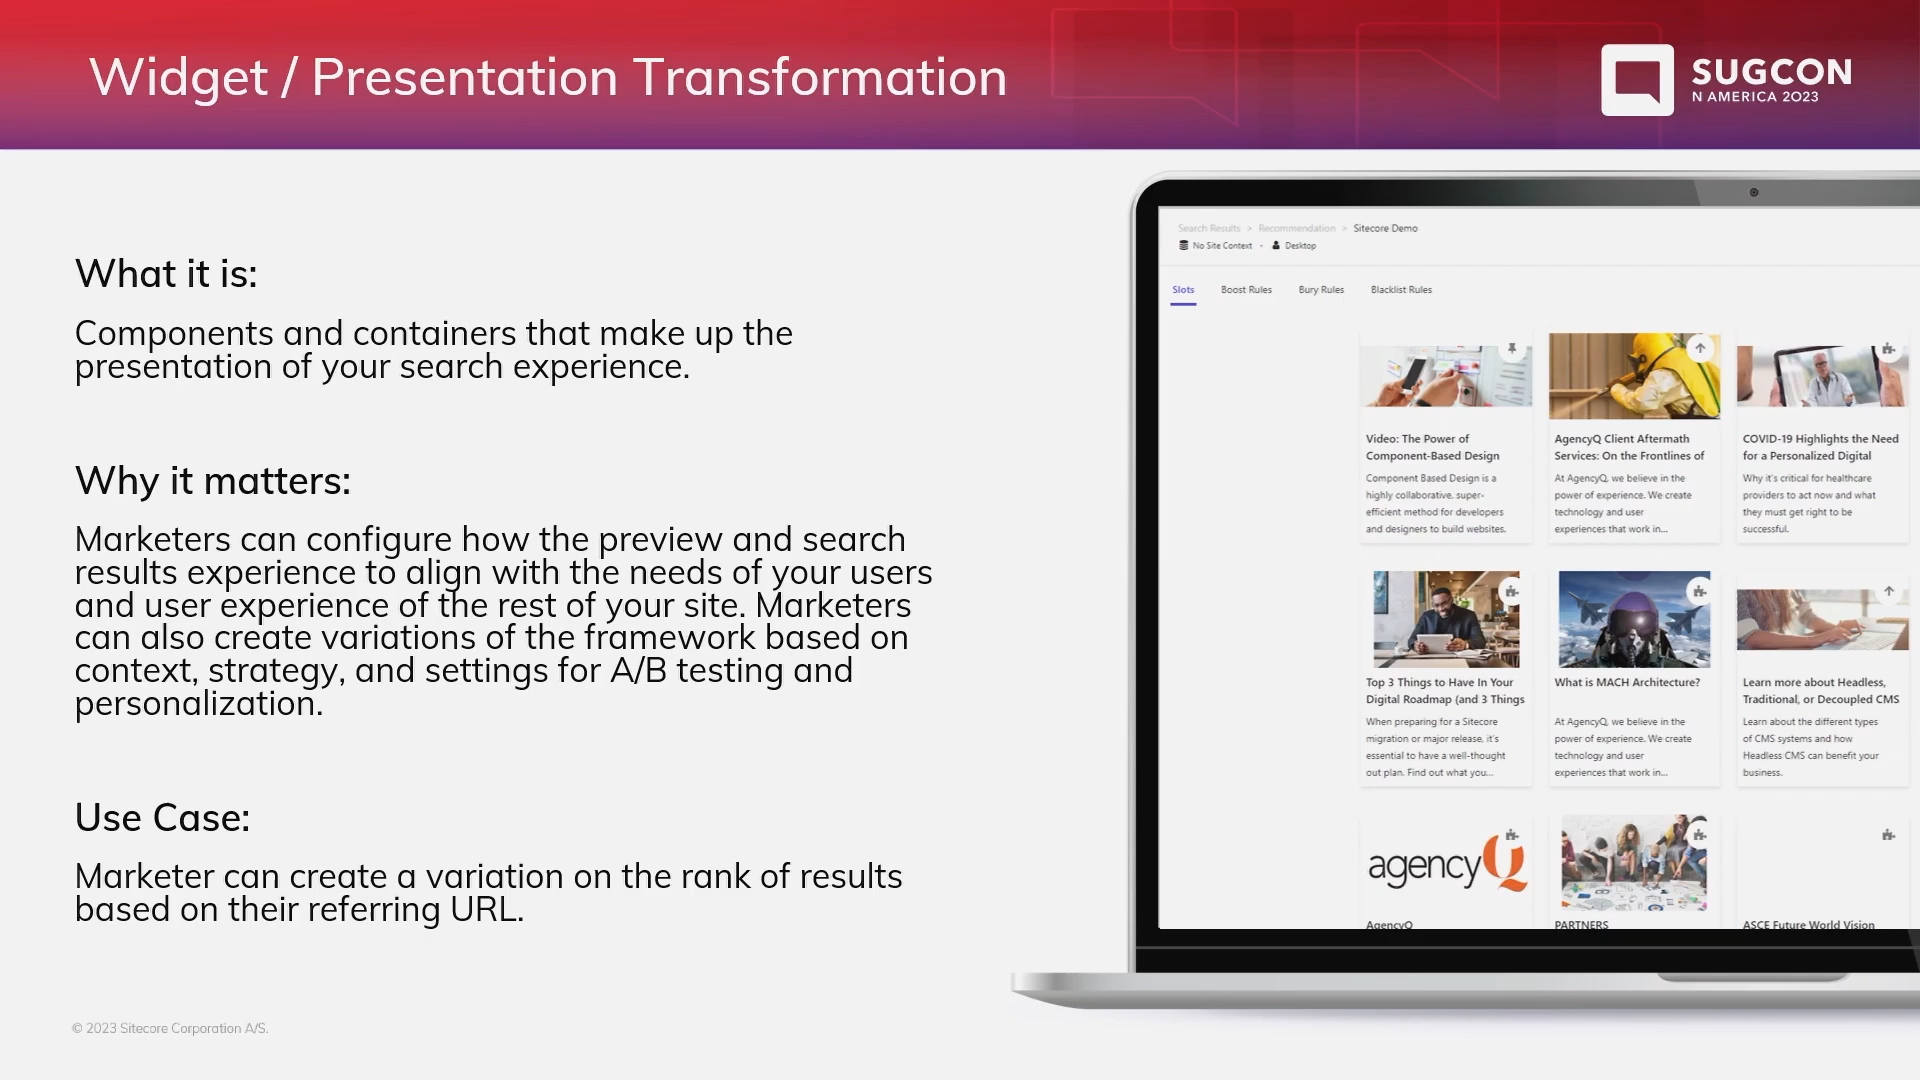 Widget / Presentation Transformation
SUGCON
N AMERICA 2023
What it is:
Components and containers that make up the
presentation of your search experience.
Why it matters:
Marketers can configure how the preview and search
results experience to align with the needs of your users
and user experience of the rest of your site. Marketers
can also create variations of the framework based on
context, strategy, and settings for A/B testing and
personalization.
Use Case:
Marketer can create a variation on the rank of results
based on their referring URL.
© 2023 Sitecore Corporation A/S.
Search Results > Recommendation > Sitecore Demo
No Site Context - Desktop
Slots Boost Rules Bury Rules Blacklist Rules
Video: The Power of
Component-Based Design
Component Based Design is a
highly collaborative, super-
efficient method for developers
and designers to build websites.
AgencyQ Client Aftermath
Services: On the Frontlines of
At AgencyQ, we believe in the
power of experience. We create
technology and user
experiences that work in...
COVID-19 Highlights the Need
for a Personalized Digital
Why it's critical for healthcare
providers to act now and what
they must get right to be
successful.
Top 3 Things to Have In Your
Digital Roadmap (and 3 Things
When preparing for a Sitecore
migration or major release, it's
essential to have a well-thought
out plan. Find out what you...
What is MACH Architecture?
At AgencyQ, we believe in the
power of experience. We create
technology and user
experiences that work in...
Learn more about Headless,
Traditional, or Decoupled CMS
Learn about the different types
of CMS systems and how
Headless CMS can benefit your
business.
agencyQ
AgencyQ
PARTNERS
ASCE Future World Vision